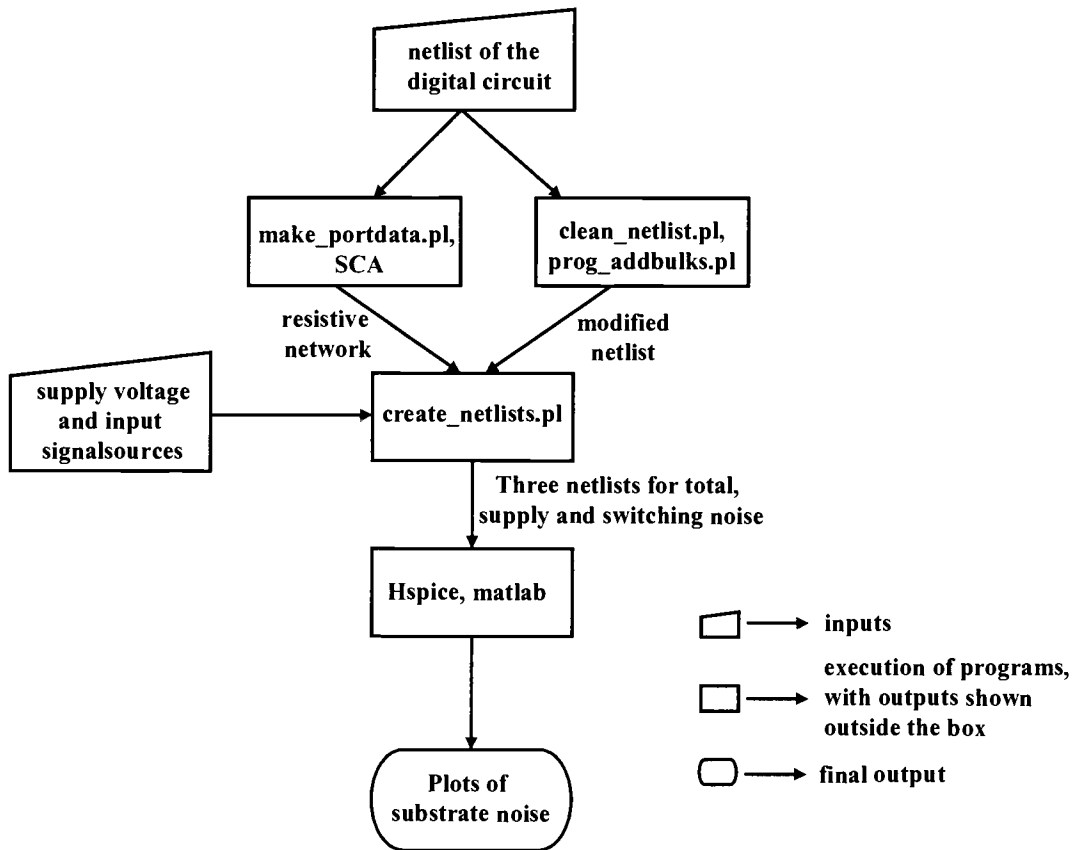 netlist of the
digital circuit
make_portdata.pl,
SCA
clean_netlist.pl,
prog_addbulks.pl
resistive
network
modified
netlist
supply voltage
and input
signalsources
create_netlists.pl
Three netlists for total,
supply and switching noise
Hspice, matlab
inputs
execution of programs,
with outputs shown
outside the box
final output
Plots of
substrate noise